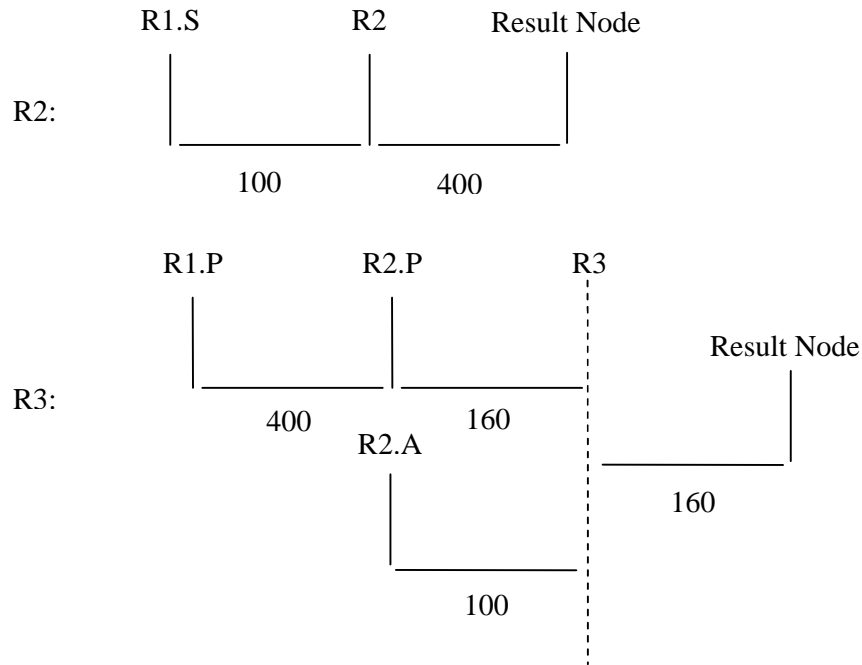 R1.S R2 Result Node
R2:
100 400
R1.P R2.P R3
Result Node
R3:
400 160
R2.A
160
100